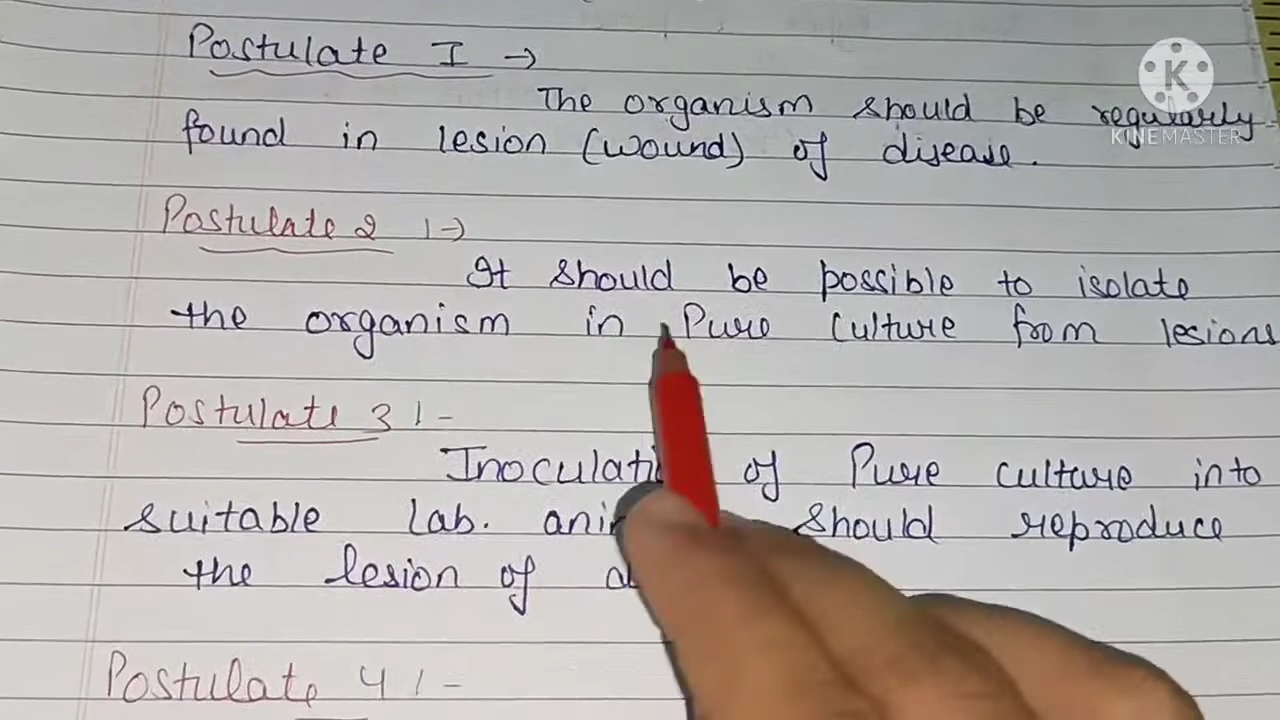 Postulate I →
The organism should be regularly
found in lesion (wound) of disease.
Postulate 2 :→
It should be possible to isolate
the organism in Pure culture from lesions
Postulate 3 :-
Inoculati of Pure culture into
suitable lab. should reproduce
the lesion of
Postulate 4 :-
KINEMASTER